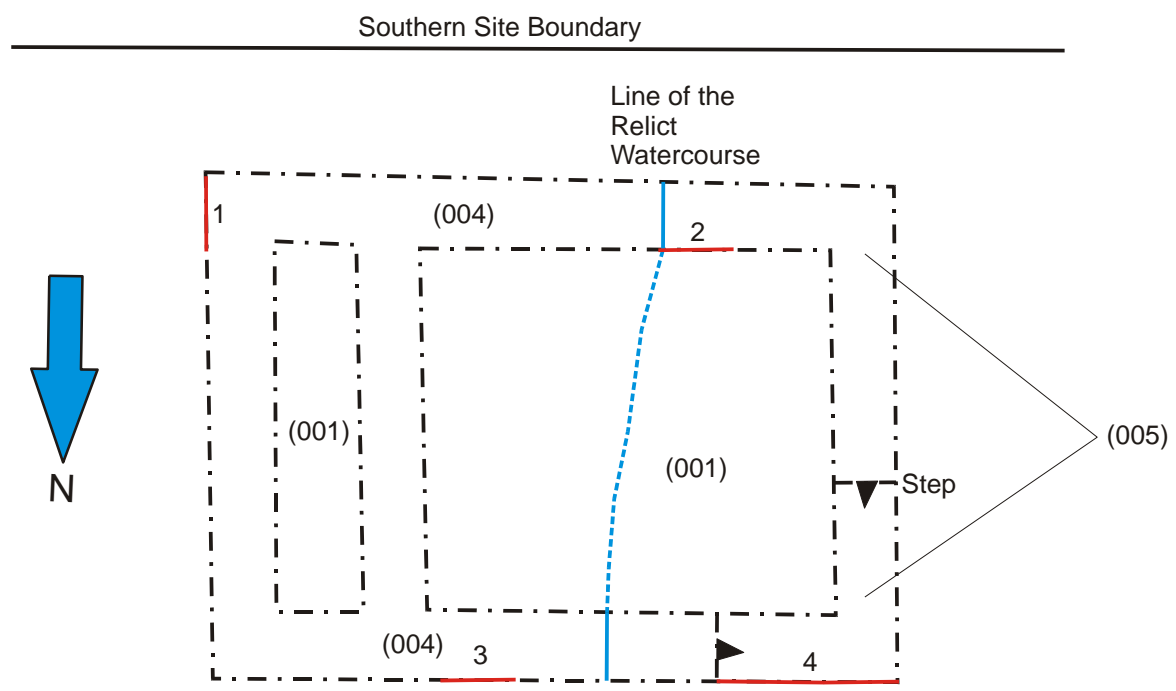 Southern Site Boundary
Line of the
Relict
Watercourse
1
(004)
2
(001)
(001)
(005)
Step
N
(004)
3
4